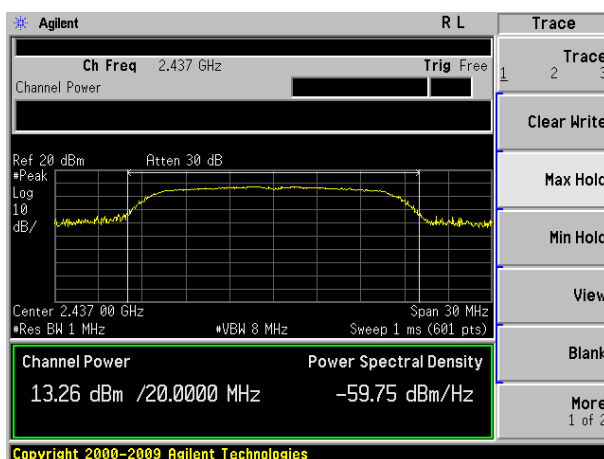 Agilent R L Trace
Ch Freq 2.437 GHz Trig Free
Channel Power
Trace
1 2 3
Clear Write
Max Hold
Min Hold
View
Blank
More
1 of 2
Ref 20 dBm Atten 30 dB
#Peak
Log
10
dB/
Center 2.437 00 GHz Span 30 MHz
#Res BW 1 MHz #VBW 8 MHz Sweep 1 ms (601 pts)
Channel Power Power Spectral Density
13.26 dBm /20.0000 MHz -59.75 dBm/Hz
Copyright 2000-2009 Agilent Technologies